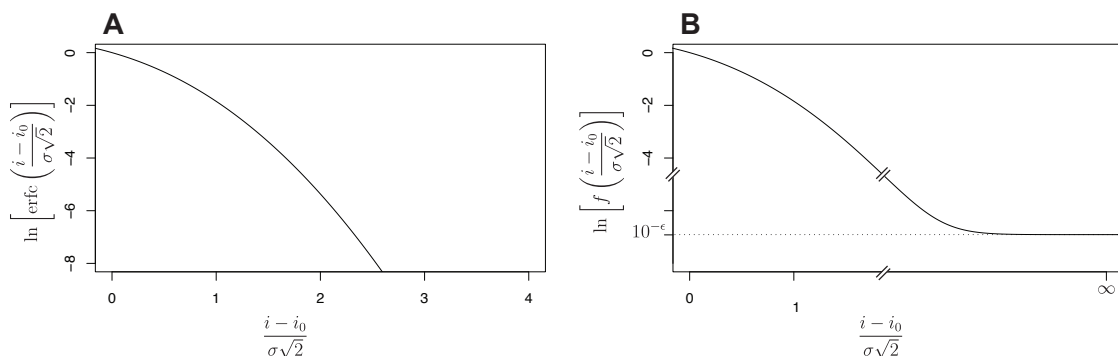 A
B
0
-2
-4
-6
-8
ln [erfc ((i − i₀)/(σ√2))]
0 1 2 3 4
(i − i₀)/(σ√2)
0
-2
-4
10^{-ϵ}
ln [f ((i − i₀)/(σ√2))]
0 1 ∞
(i − i₀)/(σ√2)